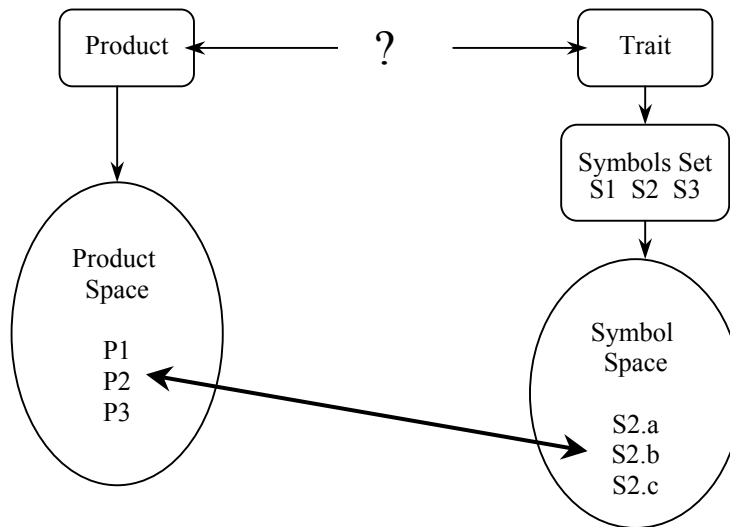 Product
?
Trait
Symbols Set
S1 S2 S3
Product
Space
P1
P2
P3
Symbol
Space
S2.a
S2.b
S2.c